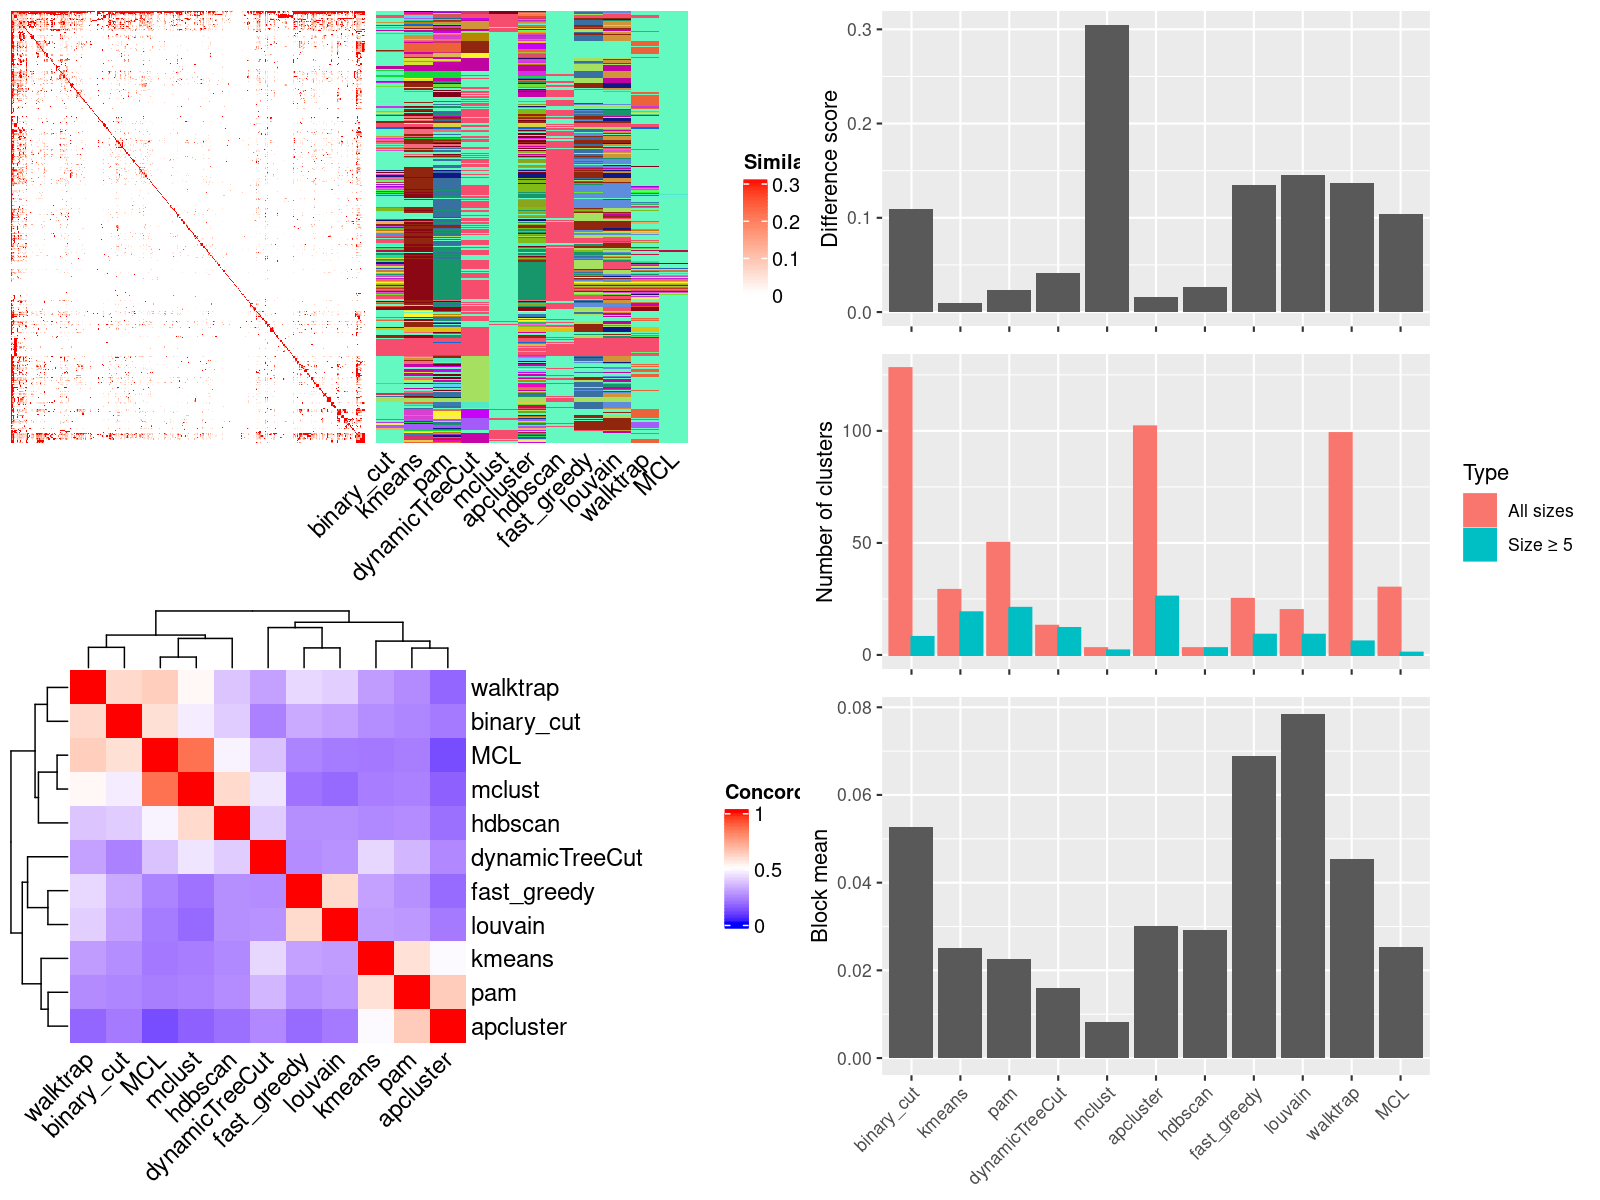 Simila
0.3
0.2
0.1
0
binary_cut
kmeans
pam
dynamicTreeCut
mclust
apcluster
hdbscan
fast_greedy
louvain
walktrap
MCL
walktrap
binary_cut
MCL
mclust
hdbscan
dynamicTreeCut
fast_greedy
louvain
kmeans
pam
apcluster
walktrap
binary_cut
MCL
mclust
hdbscan
dynamicTreeCut
fast_greedy
louvain
kmeans
pam
apcluster
Concord
1
0.5
0
Difference score
0.3
0.2
0.1
0.0
Number of clusters
100
50
0
Type
All sizes
Size ≥ 5
Block mean
0.08
0.06
0.04
0.02
0.00
binary_cut
kmeans
pam
dynamicTreeCut
mclust
apcluster
hdbscan
fast_greedy
louvain
walktrap
MCL